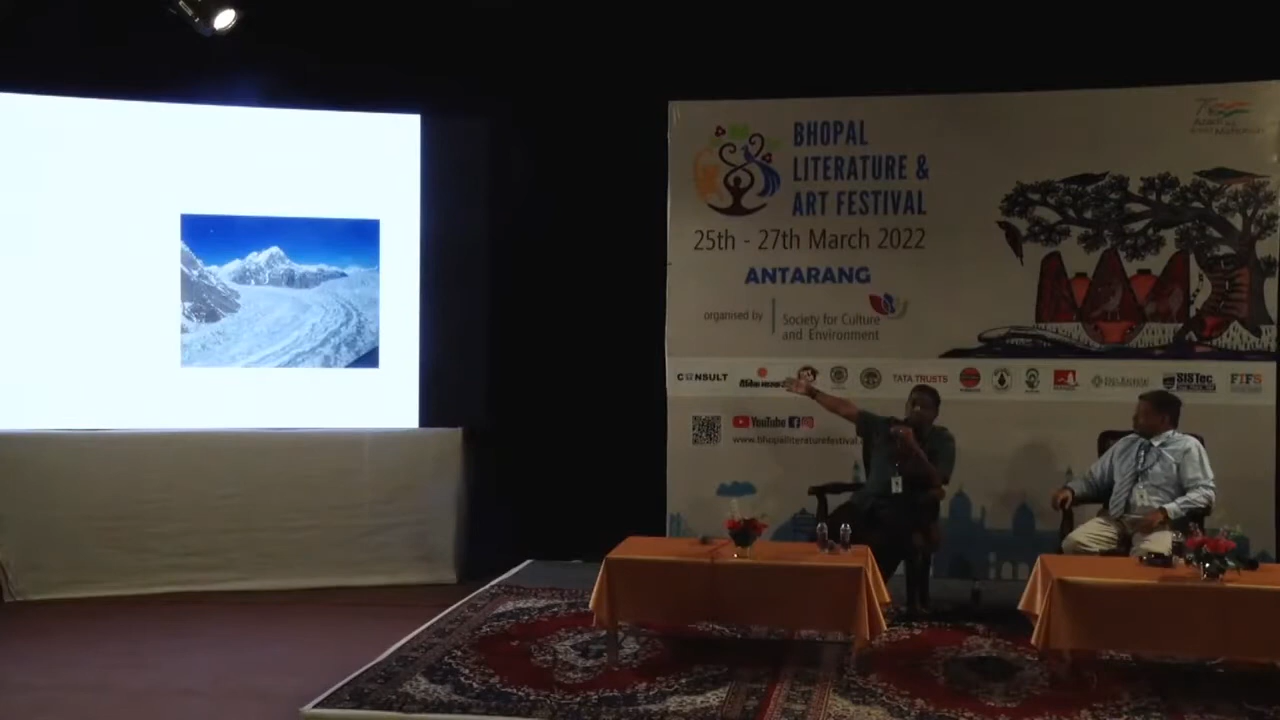 BHOPAL
LITERATURE &
ART FESTIVAL
25th - 27th March 2022
ANTARANG
organised by
Society for Culture
and Environment
CONSULT
TATA TRUSTS
SISTec
FIFS
YouTube
www.bhopalliteraturefestival.